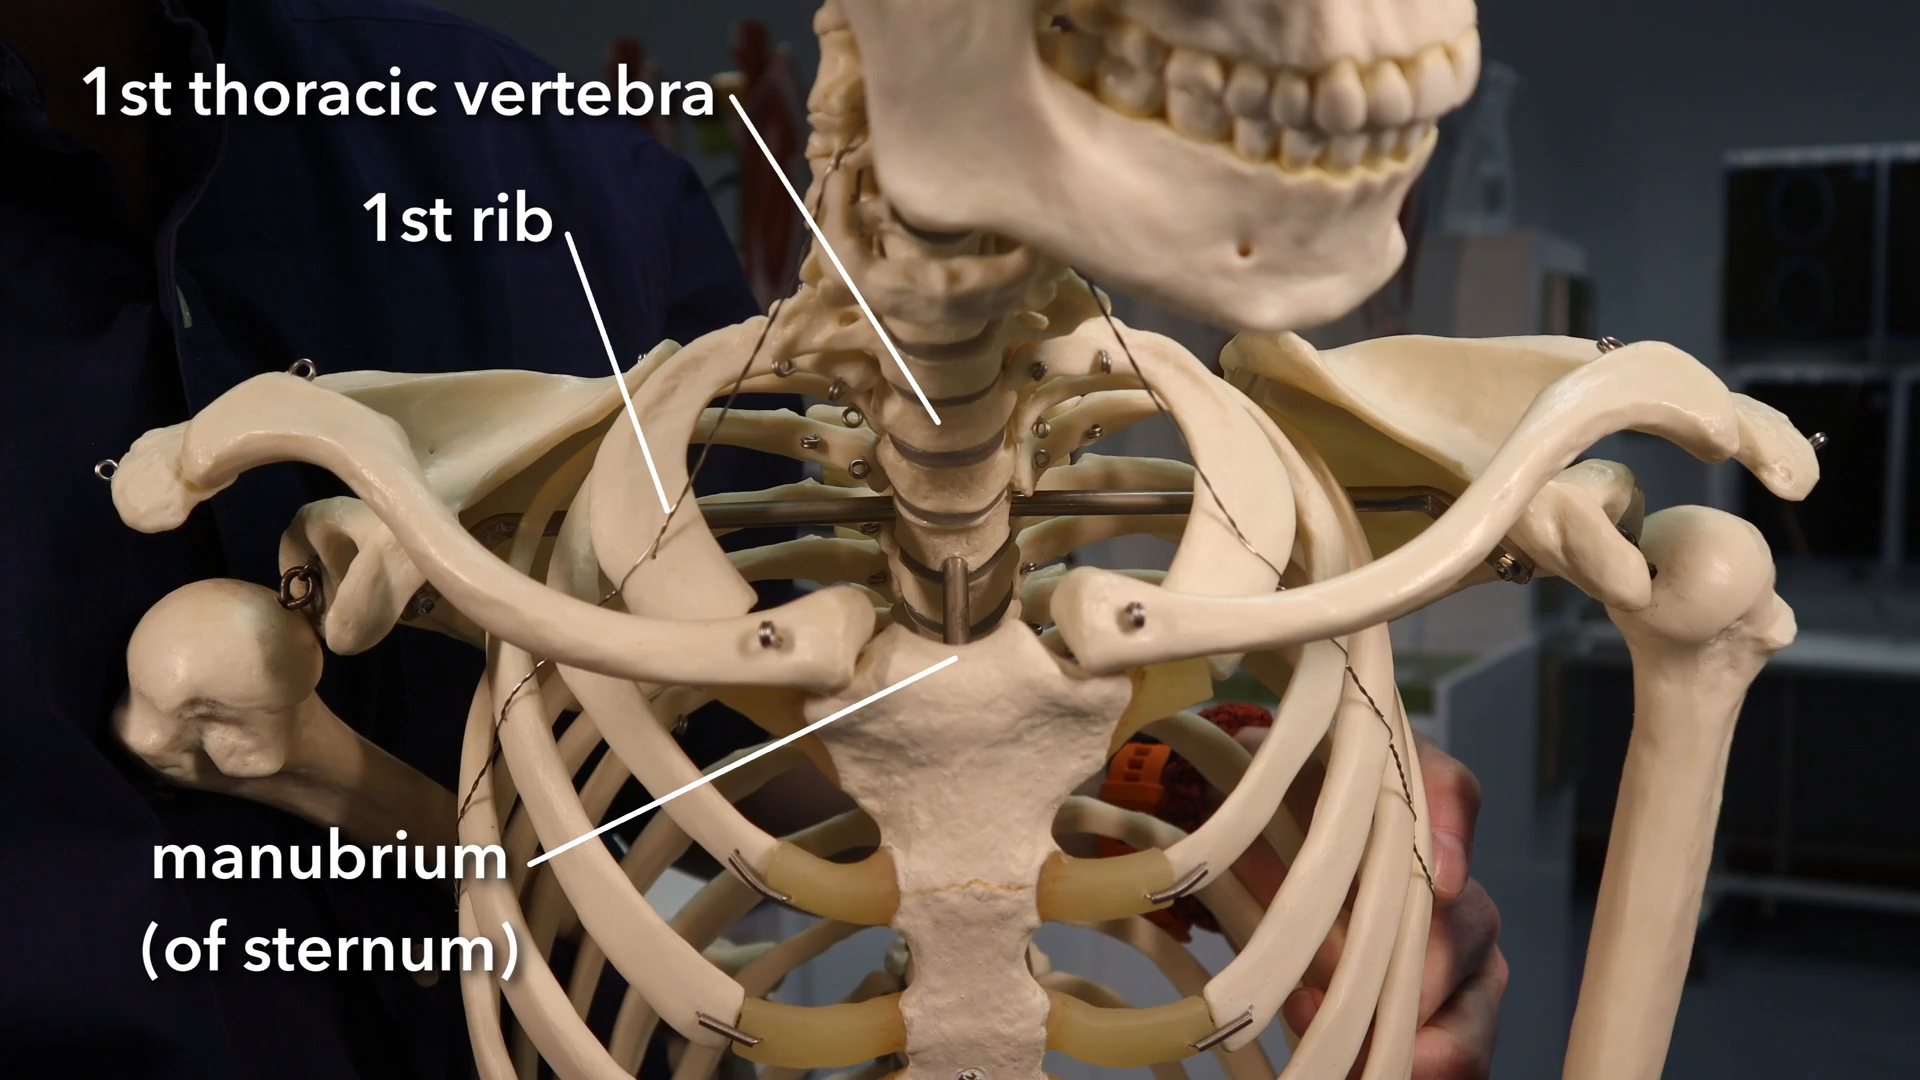 1st thoracic vertebra
1st rib
manubrium
(of sternum)